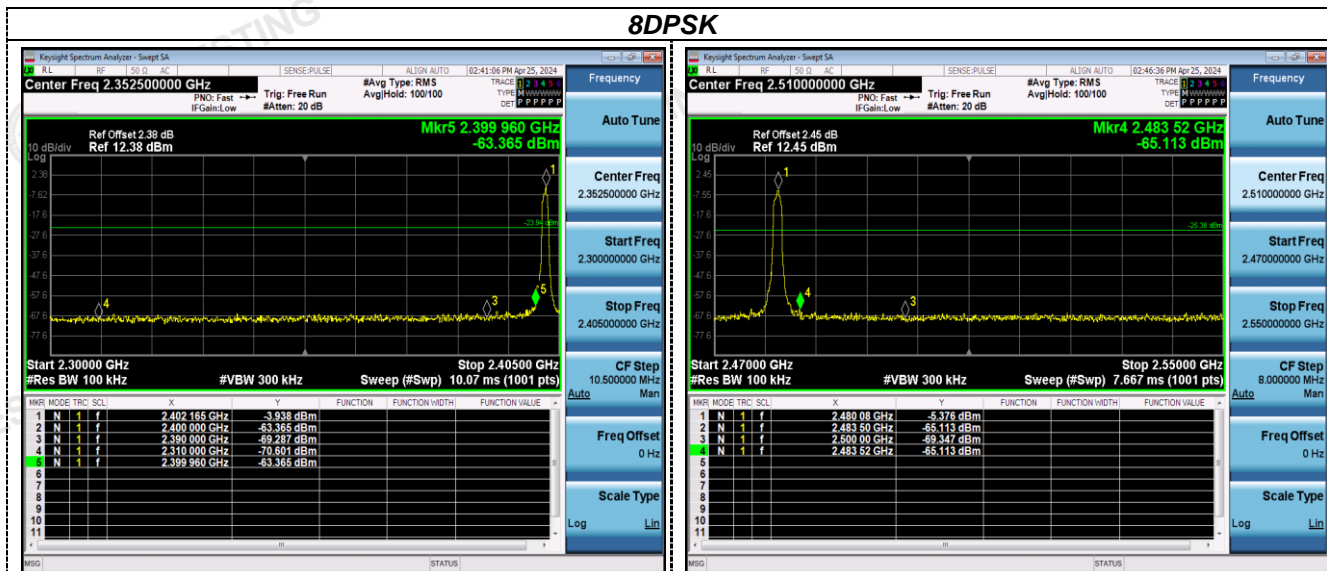 8DPSK
Keysight Spectrum Analyzer - Swept SA
RL RF 50 Ω AC SENSE:PULSE ALIGN AUTO 02:41:06 PM Apr 25, 2024
Center Freq 2.352500000 GHz
#Avg Type: RMS
TRACE 1 2 3 4 5 6
PNO: Fast Trig: Free Run Avg|Hold: 100/100 TYPE M W W W W W
IFGain:Low #Atten: 20 dB DET P P P P P P
Ref Offset 2.38 dB
Mkr5 2.399 960 GHz
10 dB/div Ref 12.38 dBm
-63.365 dBm
Log
2.38
-7.62
-17.6
-27.6
-37.6
-47.6
-57.6
-67.6
-77.6
-23.94 dBm
1
4
3
5
Start 2.30000 GHz Stop 2.40500 GHz
#Res BW 100 kHz #VBW 300 kHz Sweep (#Swp) 10.07 ms (1001 pts)
MKR MODE TRC SCL X Y FUNCTION FUNCTION WIDTH FUNCTION VALUE
1 N 1 f 2.402 165 GHz -3.938 dBm
2 N 1 f 2.400 000 GHz -63.365 dBm
3 N 1 f 2.390 000 GHz -69.287 dBm
4 N 1 f 2.310 000 GHz -70.601 dBm
5 N 1 f 2.399 960 GHz -63.365 dBm
6
7
8
9
10
11
MSG STATUS
Frequency
Auto Tune
Center Freq
2.352500000 GHz
Start Freq
2.300000000 GHz
Stop Freq
2.405000000 GHz
CF Step
10.500000 MHz
Auto Man
Freq Offset
0 Hz
Scale Type
Log Lin
Keysight Spectrum Analyzer - Swept SA
RL RF 50 Ω AC SENSE:PULSE ALIGN AUTO 02:46:36 PM Apr 25, 2024
Center Freq 2.510000000 GHz
#Avg Type: RMS
TRACE 1 2 3 4 5 6
PNO: Fast Trig: Free Run Avg|Hold: 100/100 TYPE M W W W W W
IFGain:Low #Atten: 20 dB DET P P P P P P
Ref Offset 2.45 dB
Mkr4 2.483 52 GHz
10 dB/div Ref 12.45 dBm
-65.113 dBm
Log
2.45
-7.55
-17.6
-27.6
-37.6
-47.6
-57.6
-67.6
-77.6
-25.38 dBm
1
4
3
Start 2.47000 GHz Stop 2.55000 GHz
#Res BW 100 kHz #VBW 300 kHz Sweep (#Swp) 7.667 ms (1001 pts)
MKR MODE TRC SCL X Y FUNCTION FUNCTION WIDTH FUNCTION VALUE
1 N 1 f 2.480 08 GHz -5.376 dBm
2 N 1 f 2.483 50 GHz -65.113 dBm
3 N 1 f 2.500 00 GHz -69.347 dBm
4 N 1 f 2.483 52 GHz -65.113 dBm
5
6
7
8
9
10
11
MSG STATUS
Frequency
Auto Tune
Center Freq
2.510000000 GHz
Start Freq
2.470000000 GHz
Stop Freq
2.550000000 GHz
CF Step
8.000000 MHz
Auto Man
Freq Offset
0 Hz
Scale Type
Log Lin